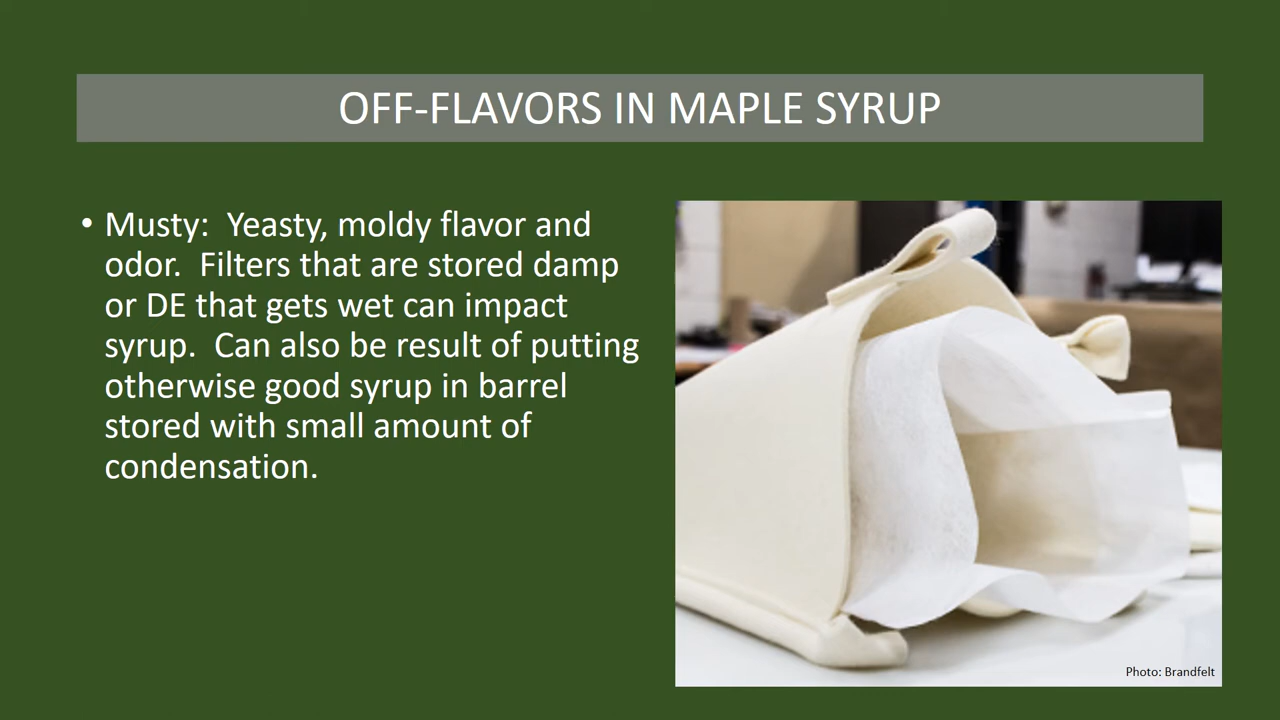 OFF-FLAVORS IN MAPLE SYRUP
• Musty:  Yeasty, moldy flavor and
odor.  Filters that are stored damp
or DE that gets wet can impact
syrup.  Can also be result of putting
otherwise good syrup in barrel
stored with small amount of
condensation.
Photo: Brandfelt